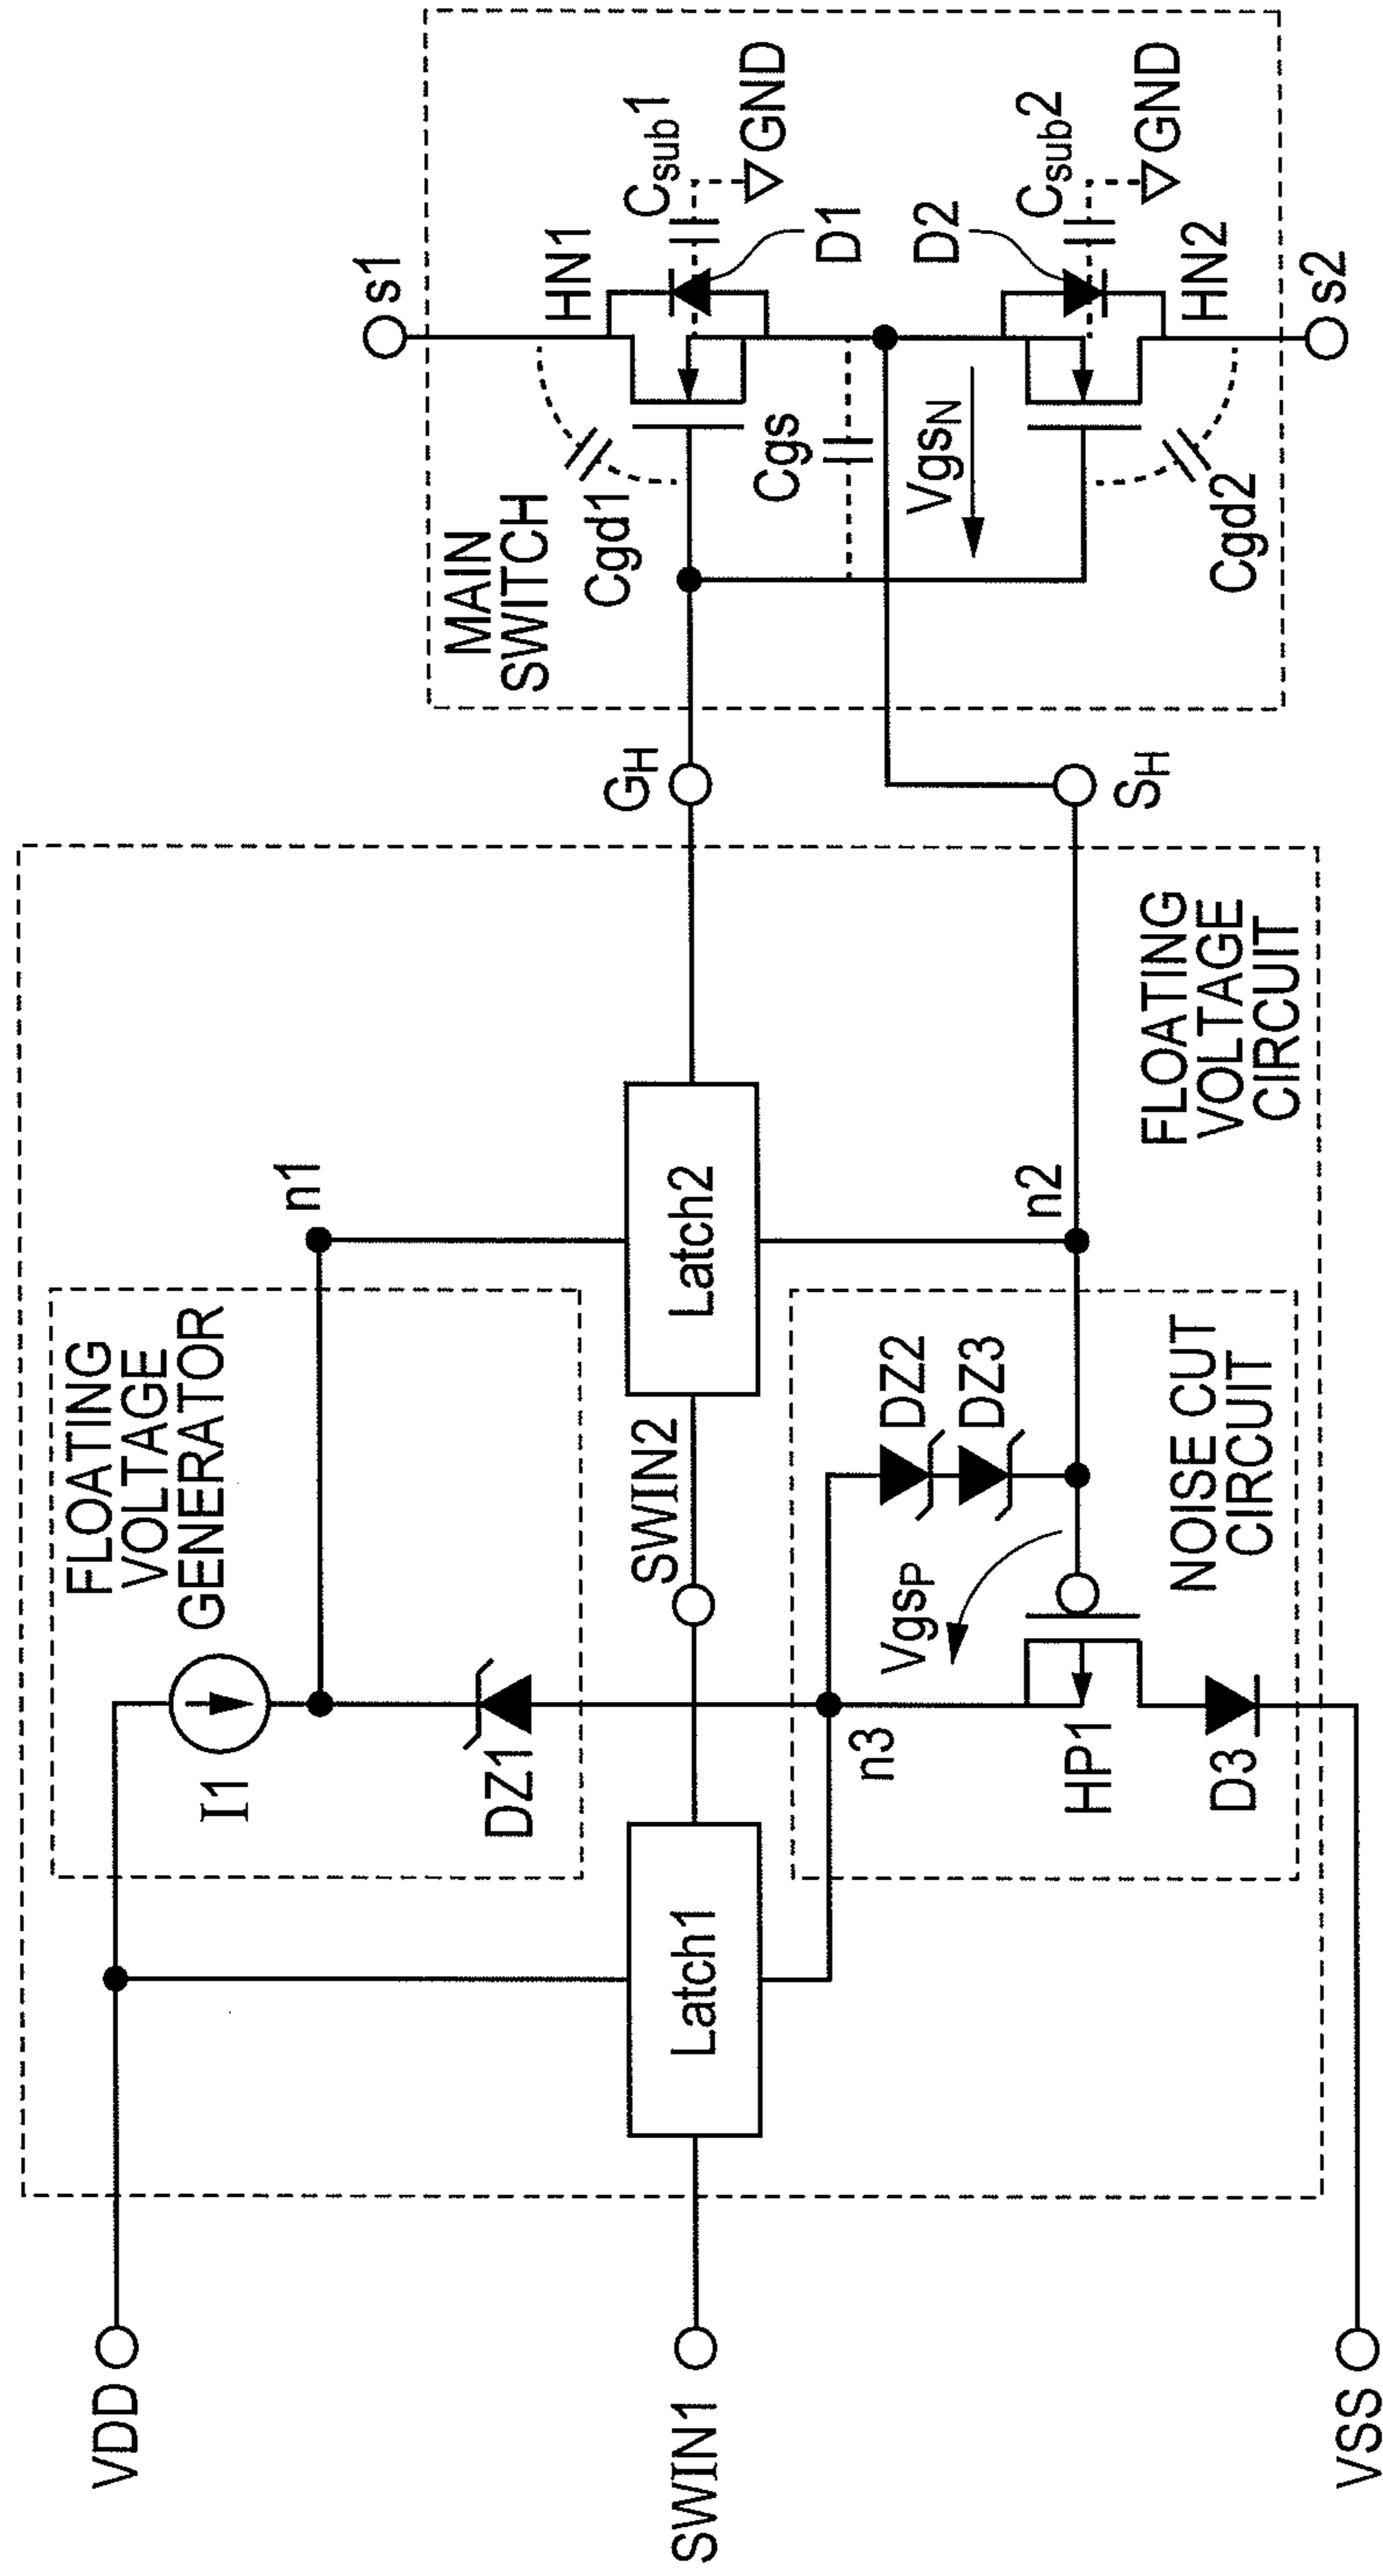 VDD
SWIN1
VSS
FLOATING
VOLTAGE
GENERATOR
I1
DZ1
n1
Latch1
SWIN2
Latch2
n3
DZ2
DZ3
VgsP
HP1
D3
n2
NOISE CUT
CIRCUIT
FLOATING
VOLTAGE
CIRCUIT
GH
SH
MAIN
SWITCH
s1
HN1
Cgd1
Csub1
GND
D1
Cgs
VgsN
D2
Csub2
GND
HN2
Cgd2
s2